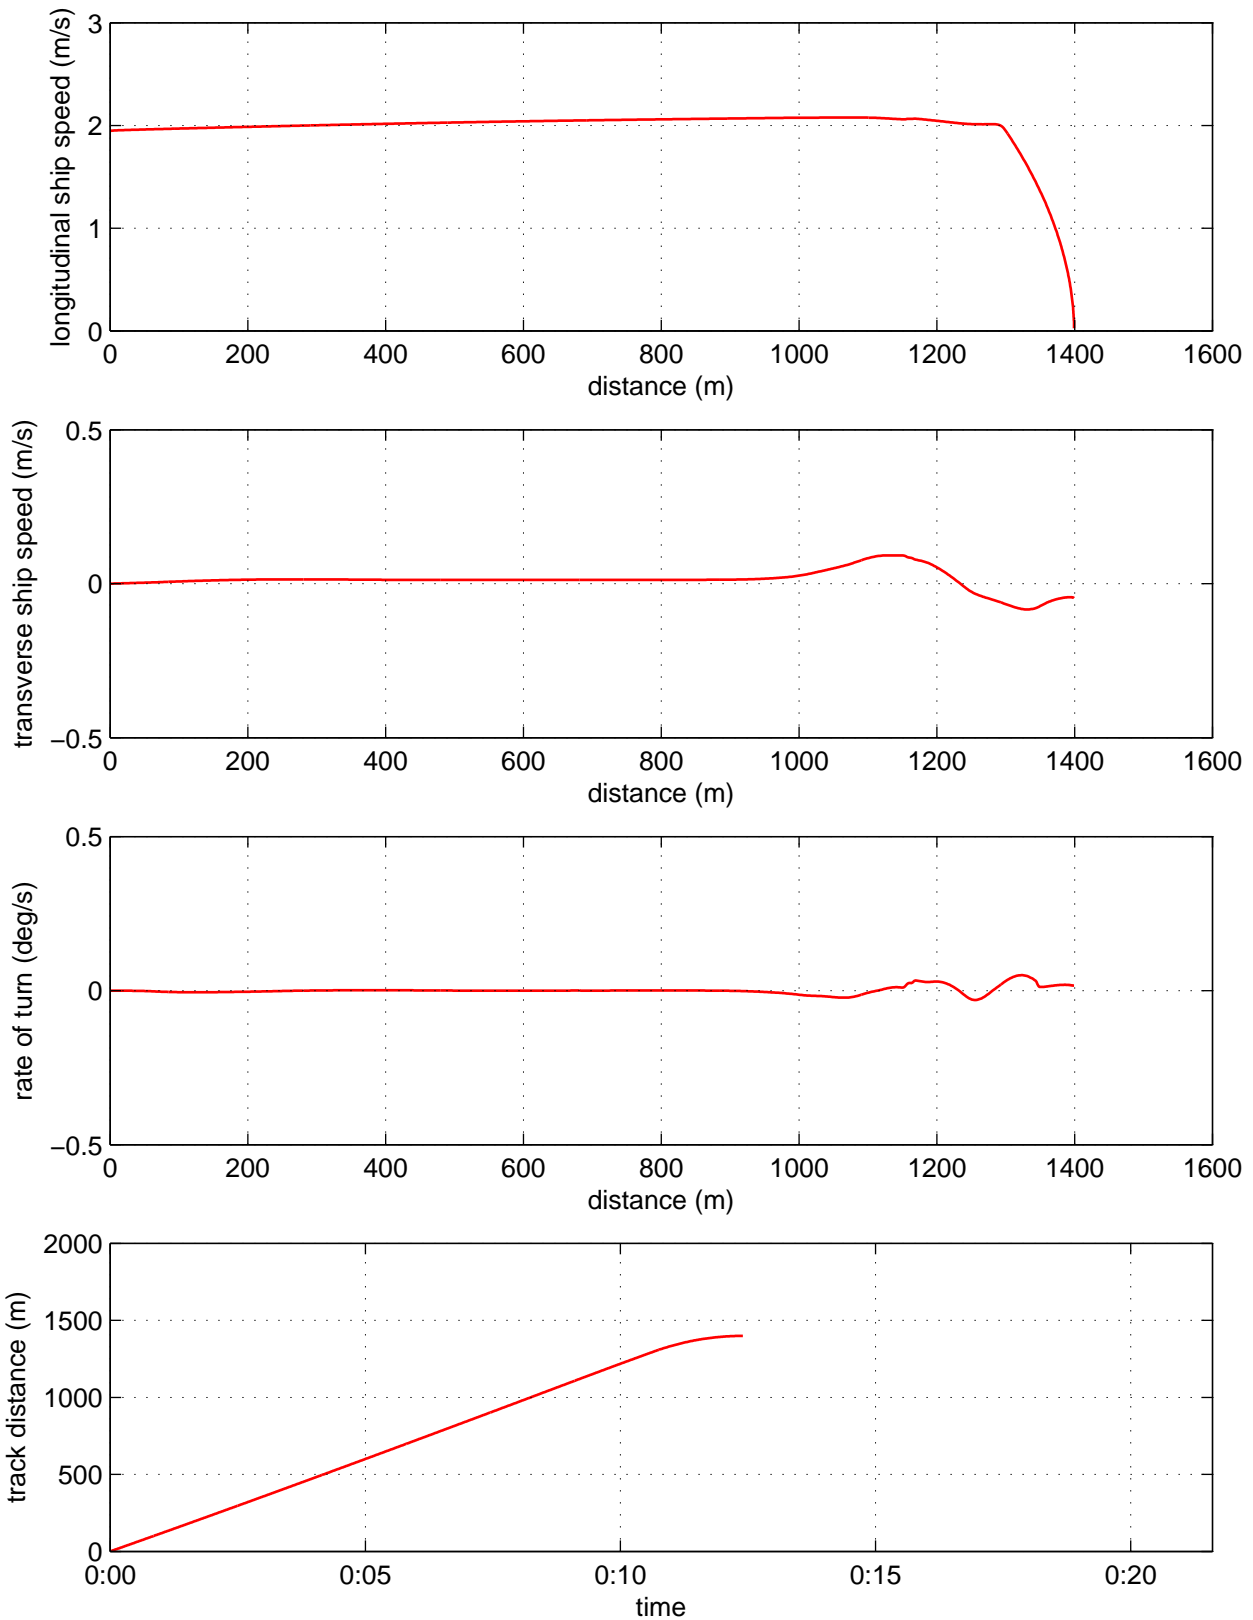 longitudinal ship speed (m/s)
3
2
1
0
0 200 400 600 800 1000 1200 1400 1600
distance (m)
transverse ship speed (m/s)
0.5
0
−0.5
0 200 400 600 800 1000 1200 1400 1600
distance (m)
rate of turn (deg/s)
0.5
0
−0.5
0 200 400 600 800 1000 1200 1400 1600
distance (m)
track distance (m)
2000
1500
1000
500
0
0:00 0:05 0:10 0:15 0:20
time